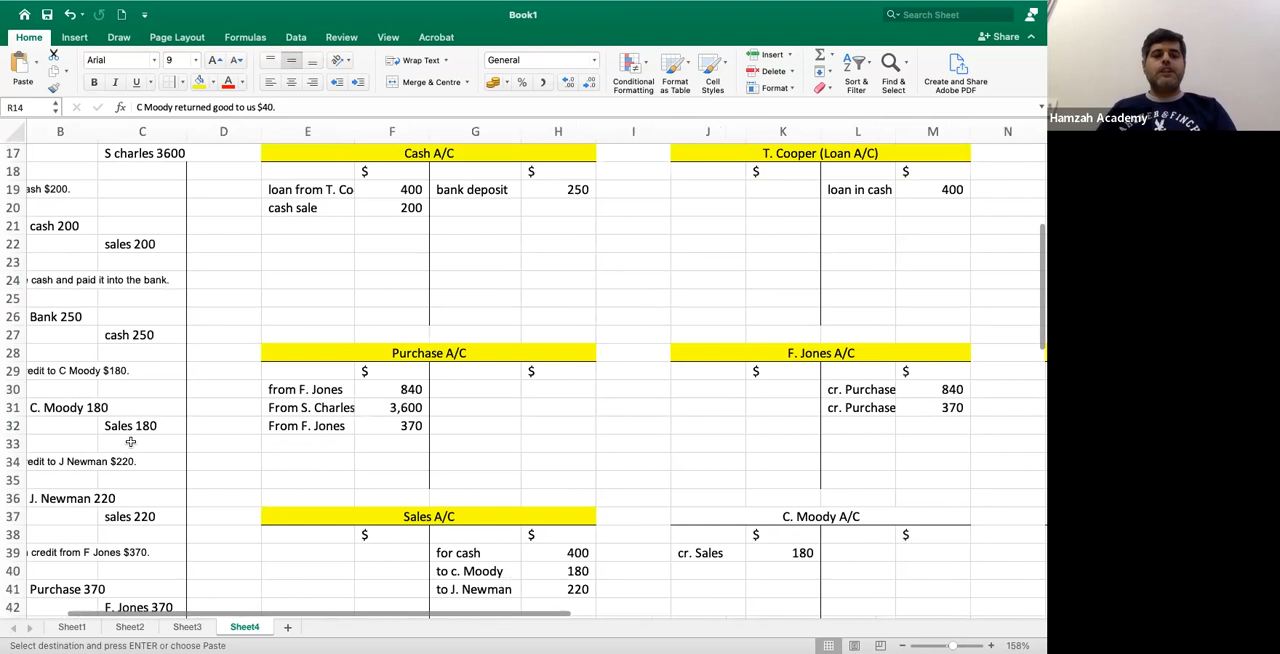 Book1
Search Sheet
Home Insert Draw Page Layout Formulas Data Review View Acrobat
Share
Paste
Arial 9
Wrap Text
General
Merge & Centre
Conditional Formatting
Format as Table
Cell Styles
Insert
Delete
Format
Sort & Filter
Find & Select
Create and Share Adobe PDF
Hamzah Academy
R14 fx C Moody returned good to us $40.
B C D E F G H I J K L M N
17 S charles 3600 Cash A/C T. Cooper (Loan A/C)
18 $ $ $ $
19 ash $200. loan from T. Co 400 bank deposit 250 loan in cash 400
20 cash sale 200
21 cash 200
22 sales 200
23
24 cash and paid it into the bank.
25
26 Bank 250
27 cash 250
28 Purchase A/C F. Jones A/C
29 edit to C Moody $180. $ $ $ $
30 from F. Jones 840 cr. Purchase 840
31 C. Moody 180 From S. Charles 3,600 cr. Purchase 370
32 Sales 180 From F. Jones 370
33
34 edit to J Newman $220.
35
36 J. Newman 220
37 sales 220 Sales A/C C. Moody A/C
38 $ $ $ $
39 credit from F Jones $370. for cash 400 cr. Sales 180
40 to c. Moody 180
41 Purchase 370 to J. Newman 220
42 F. Jones 370
Sheet1 Sheet2 Sheet3 Sheet4
Select destination and press ENTER or choose Paste
158%